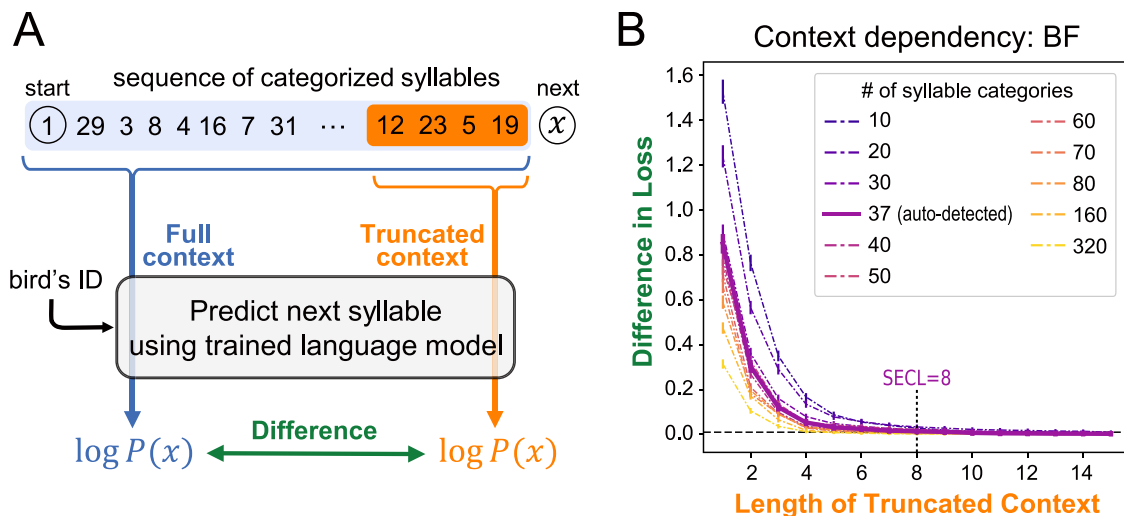 A
sequence of categorized syllables
start
next
1 29 3 8 4 16 7 31 ... 12 23 5 19 x
Full
context
Truncated
context
bird's ID
Predict next syllable
using trained language model
Difference
log P(x)
log P(x)
B
Context dependency: BF
Difference in Loss
1.6
1.4
1.2
1.0
0.8
0.6
0.4
0.2
0.0
# of syllable categories
10
20
30
37 (auto-detected)
40
50
60
70
80
160
320
SECL=8
2 4 6 8 10 12 14
Length of Truncated Context